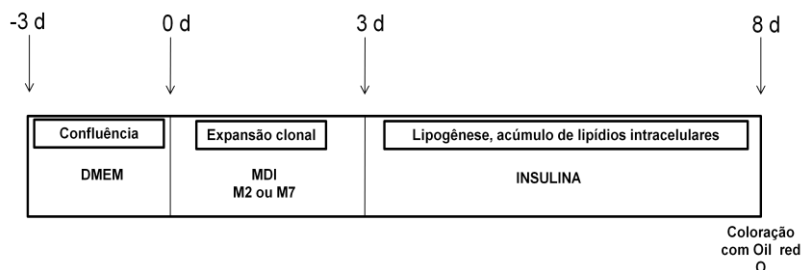 -3 d
0 d
3 d
8 d
Confluência
Expansão clonal
Lipogênese, acúmulo de lipídios intracelulares
DMEM
MDI
M2 ou M7
INSULINA
Coloração
com Oil red
O